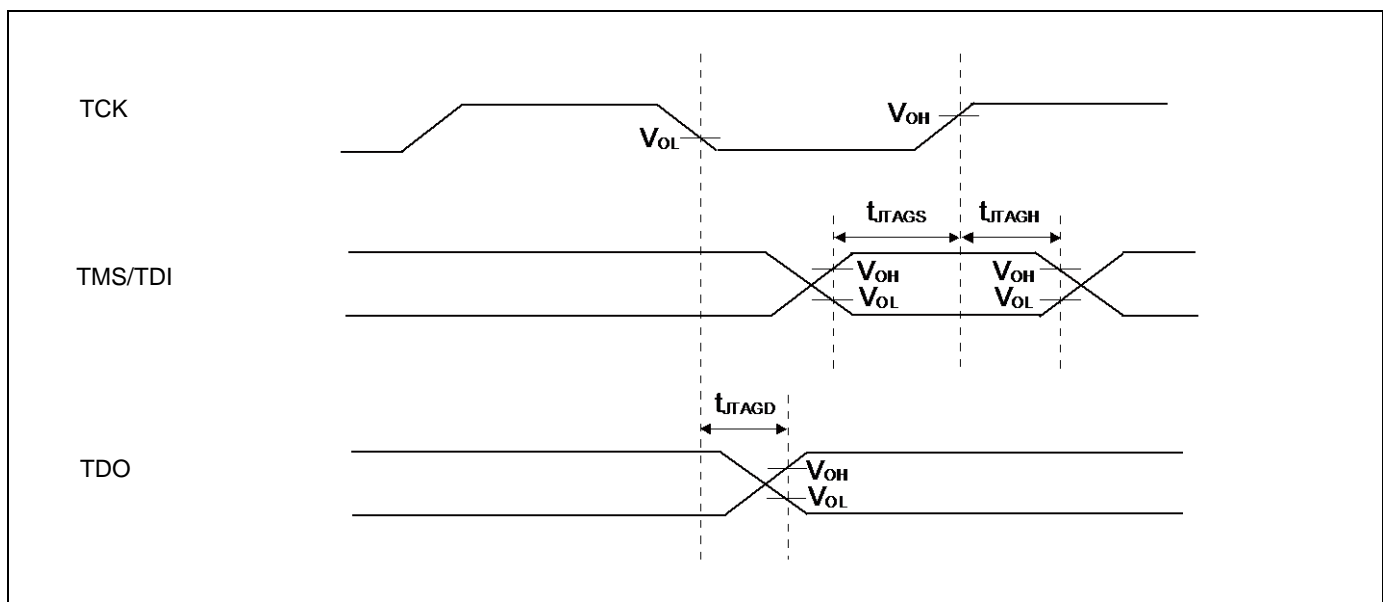 TCK
VOL
VOH
tJTAGS
tJTAGH
TMS/TDI
VOH
VOL
VOH
VOL
tJTAGD
TDO
VOH
VOL